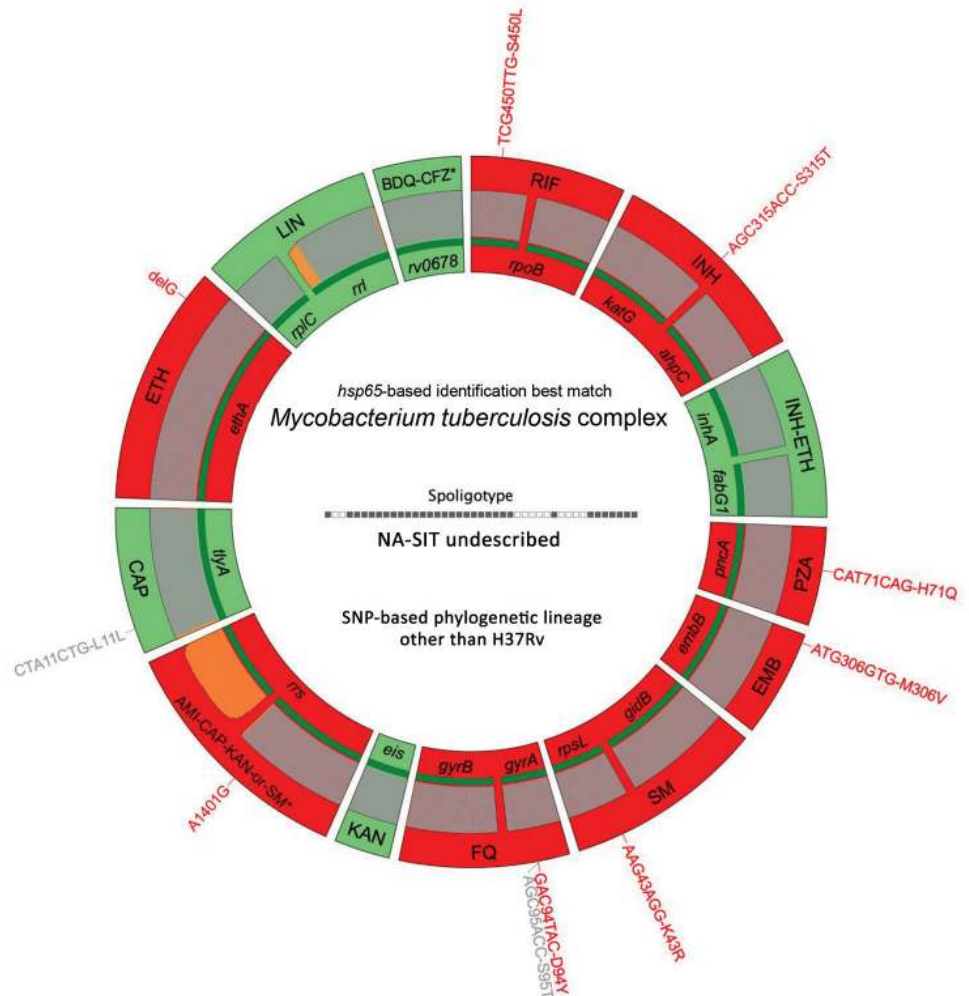 TCG450TTG-S450L
RIF
rpoB
AGC315ACC-S315T
INH
katG
ahpC
INH-ETH
inhA
fabG1
PZA
pncA
CAT71CAG-H71Q
EMB
embB
ATG306GTG-M306V
SM
gidB
rpsL
AAG43AGG-K43R
FQ
gyrA
gyrB
GAC94TAC-D94Y
AGC95ACC-S95T
KAN
eis
AMI-CAP-KAN-or-SM*
rrs
A1401G
CAP
tlyA
CTA11CTG-L11L
ETH
ethA
delG
LIN
rplC
rrl
BDQ-CFZ*
rv0678
hsp65-based identification best match
Mycobacterium tuberculosis complex
Spoligotype
NA-SIT undescribed
SNP-based phylogenetic lineage
other than H37Rv